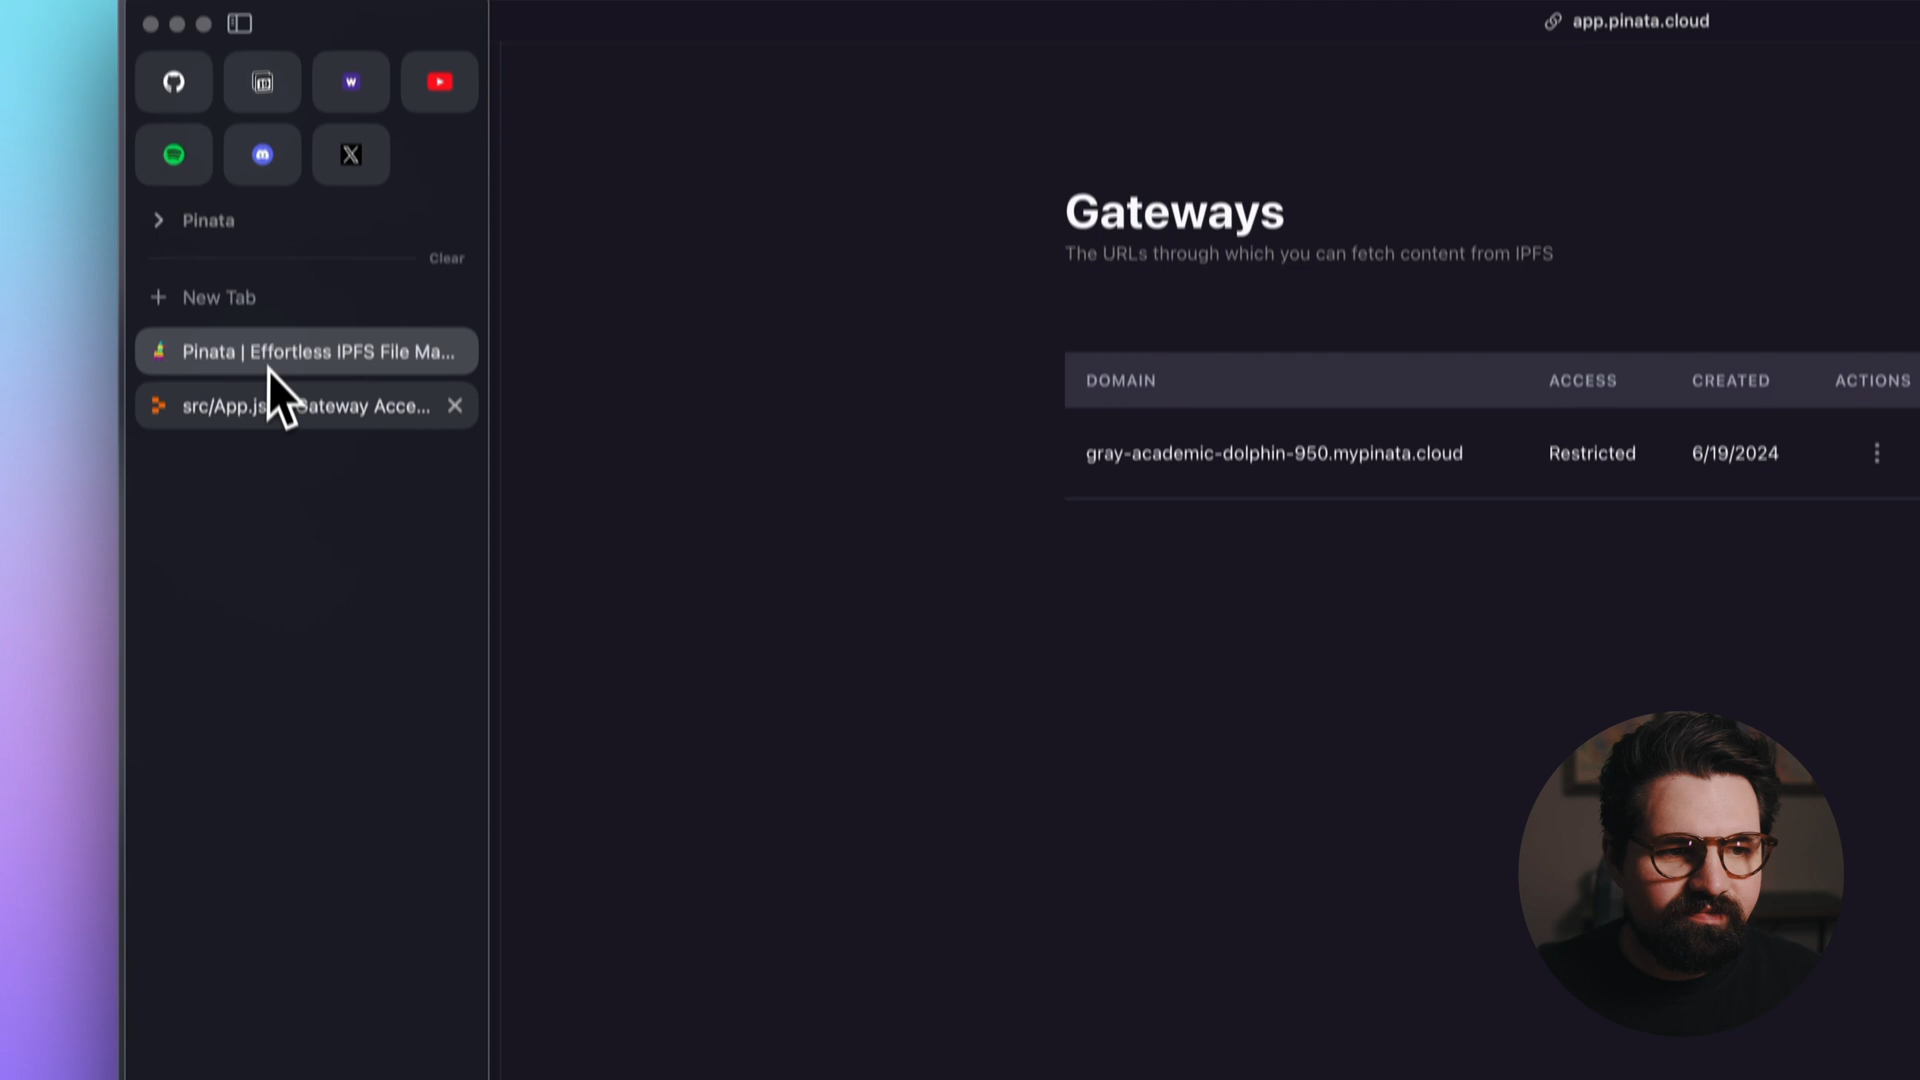 app.pinata.cloud
Pinata
Clear
New Tab
Pinata | Effortless IPFS File Ma...
src/App.js ateway Acce...
Gateways
The URLs through which you can fetch content from IPFS
DOMAIN ACCESS CREATED ACTIONS
gray-academic-dolphin-950.mypinata.cloud Restricted 6/19/2024